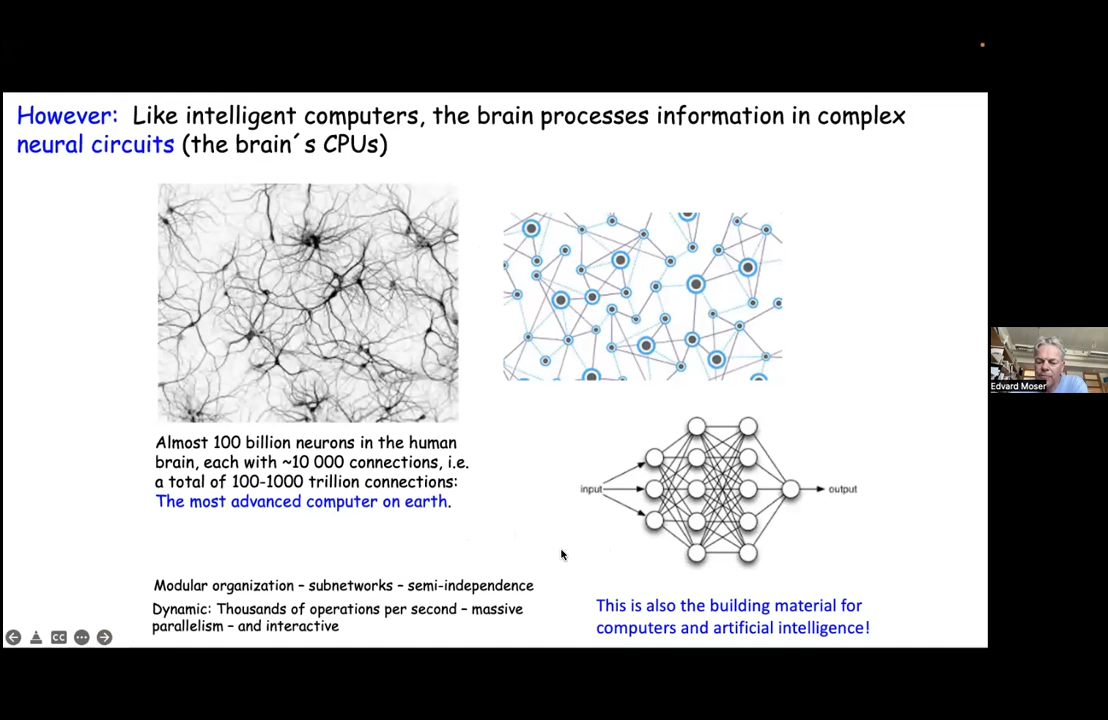 However: Like intelligent computers, the brain processes information in complex
neural circuits (the brain´s CPUs)
Almost 100 billion neurons in the human
brain, each with ~10 000 connections, i.e.
a total of 100-1000 trillion connections:
The most advanced computer on earth.
input
output
Modular organization – subnetworks – semi-independence
Dynamic: Thousands of operations per second – massive
parallelism – and interactive
This is also the building material for
computers and artificial intelligence!
CC
Edvard Moser